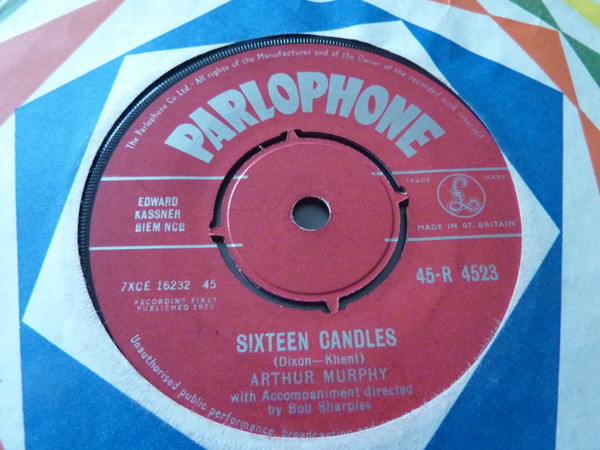 The Parlophone Co Ltd.- All rights of the Manufacturer and of the Owner of the recorded work reserved.
PARLOPHONE
TRADE MARK
£
MADE IN GT. BRITAIN
EDWARD
KASSNER
BIEM NCB
7XCE 16232 45
RECORDING FIRST
PUBLISHED 1959
45-R 4523
SIXTEEN CANDLES
(Dixon—Khent)
ARTHUR MURPHY
with Accompaniment directed
by Bob Sharples
Unauthorised public performance, broadcasting and